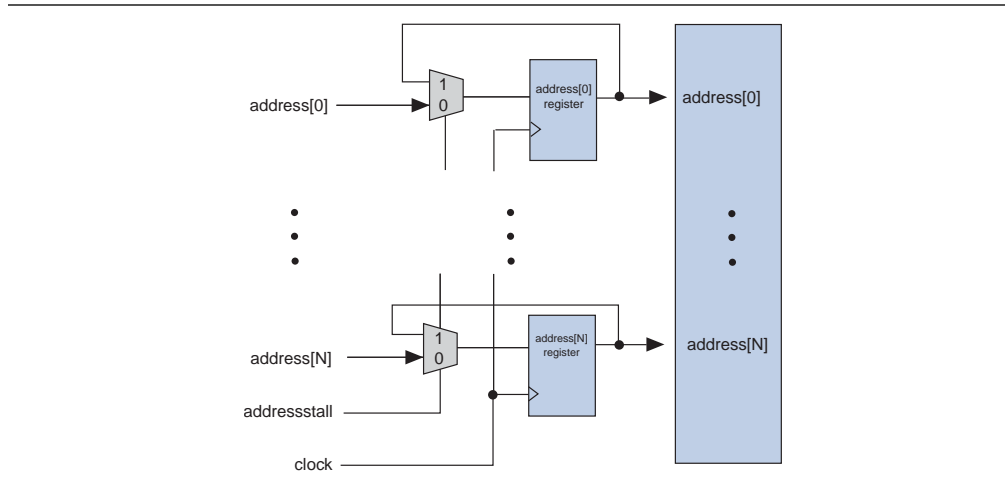 1
0
address[0]
address[0]
register
address[0]
1
0
address[N]
address[N]
register
address[N]
addressstall
clock